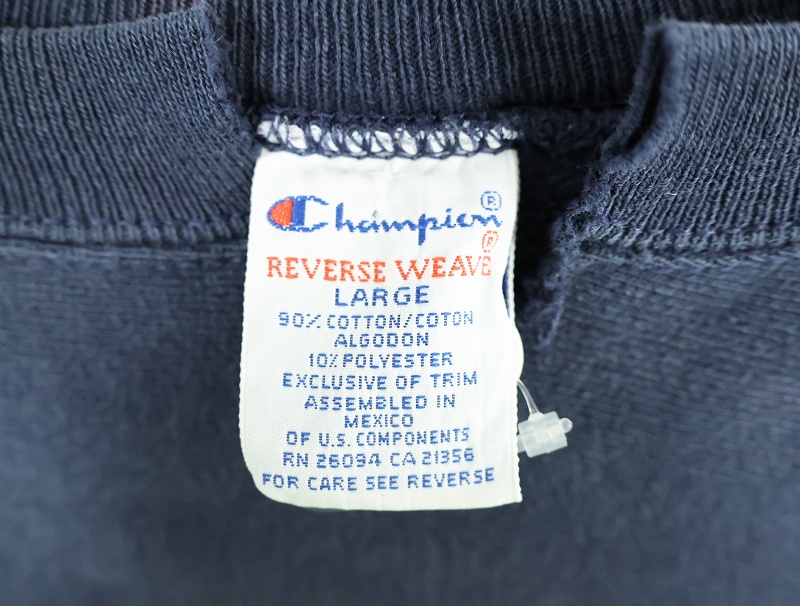 Champion®
®
REVERSE WEAVE
LARGE
90% COTTON/COTON
ALGODON
10% POLYESTER
EXCLUSIVE OF TRIM
ASSEMBLED IN
MEXICO
OF U.S. COMPONENTS
RN 26094 CA 21356
FOR CARE SEE REVERSE